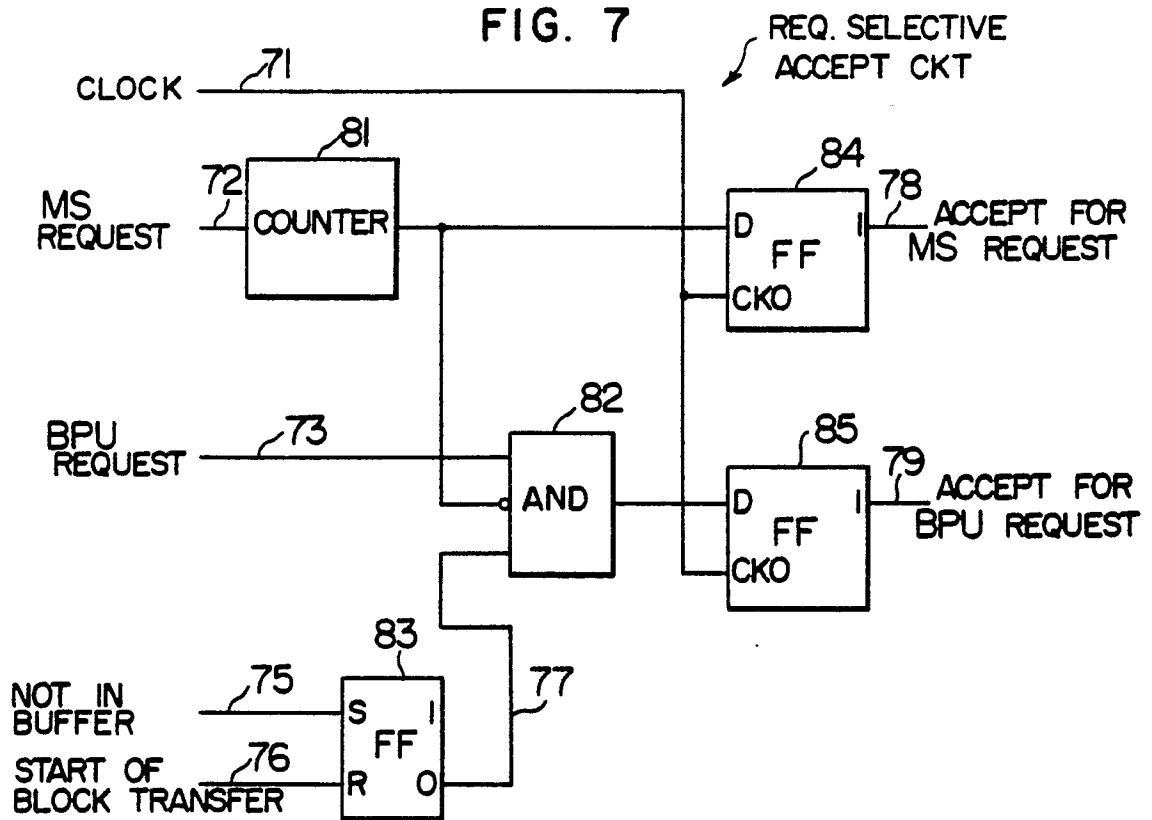 FIG. 7
REQ. SELECTIVE
ACCEPT CKT
CLOCK
71
81
72
MS
REQUEST
COUNTER
84
D
FF
1
CKO
78
ACCEPT FOR
MS REQUEST
BPU
REQUEST
73
82
AND
85
D
FF
1
CKO
79
ACCEPT FOR
BPU REQUEST
83
NOT IN
BUFFER
75
S
1
FF
77
START OF
BLOCK TRANSFER
76
R
O